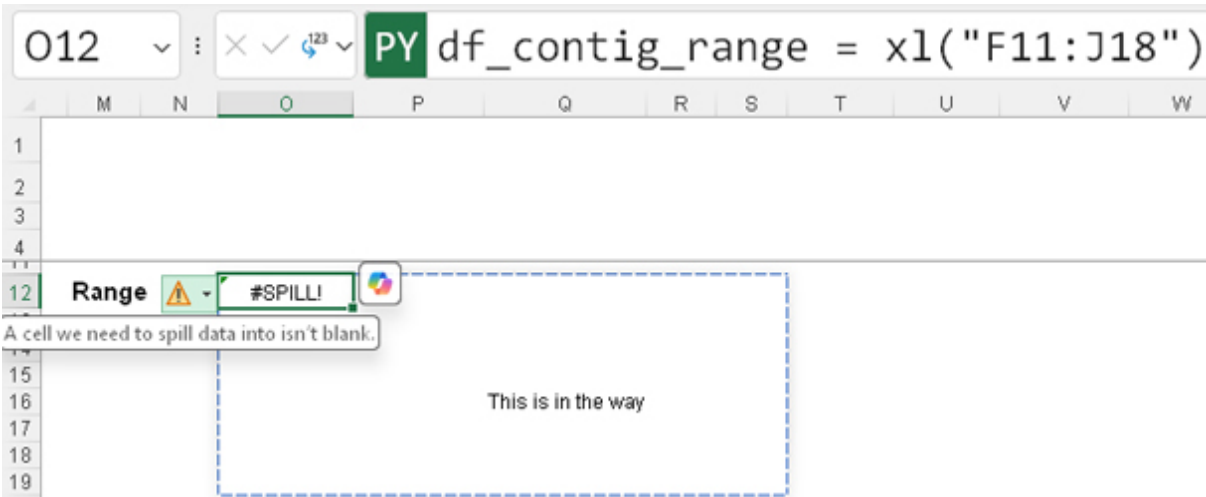 O12 123 PY df_contig_range = xl("F11:J18")
M N O P Q R S T U V W
1
2
3
4
12 Range #SPILL!
A cell we need to spill data into isn't blank.
15
16 This is in the way
17
18
19